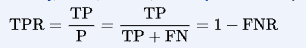 TPR = TP / P = TP / (TP + FN) = 1 − FNR